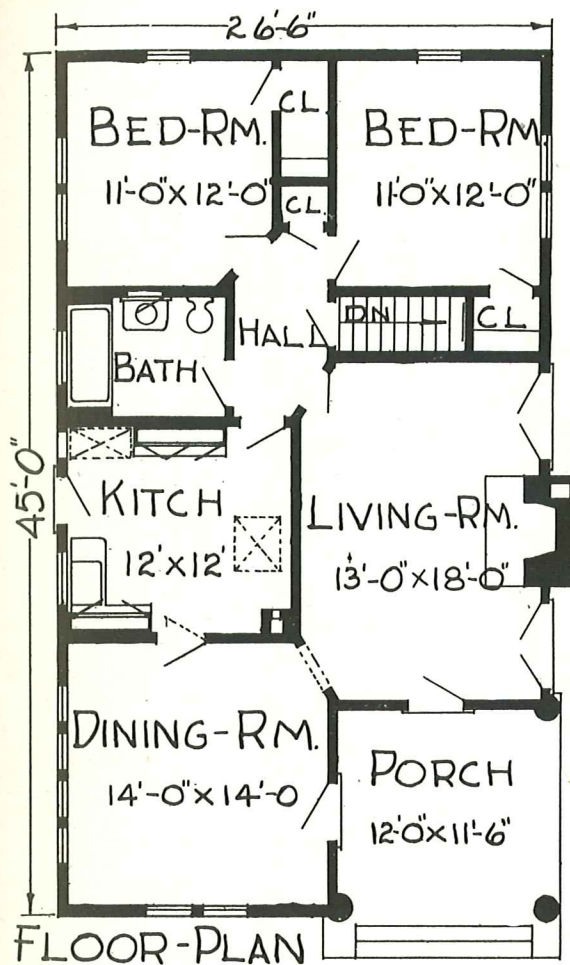 26'-6"
CL.
BED-RM.
11'-0"X12'-0"
BED-RM
11'0"X12'-0"
CL.
DN
CL
HALL
BATH
45'-0"
KITCH
12'X12'
LIVING-RM.
13'-0"X18'-0"
DINING-RM.
14'-0"X14'-0
PORCH
12'0"X11'-6"
FLOOR-PLAN